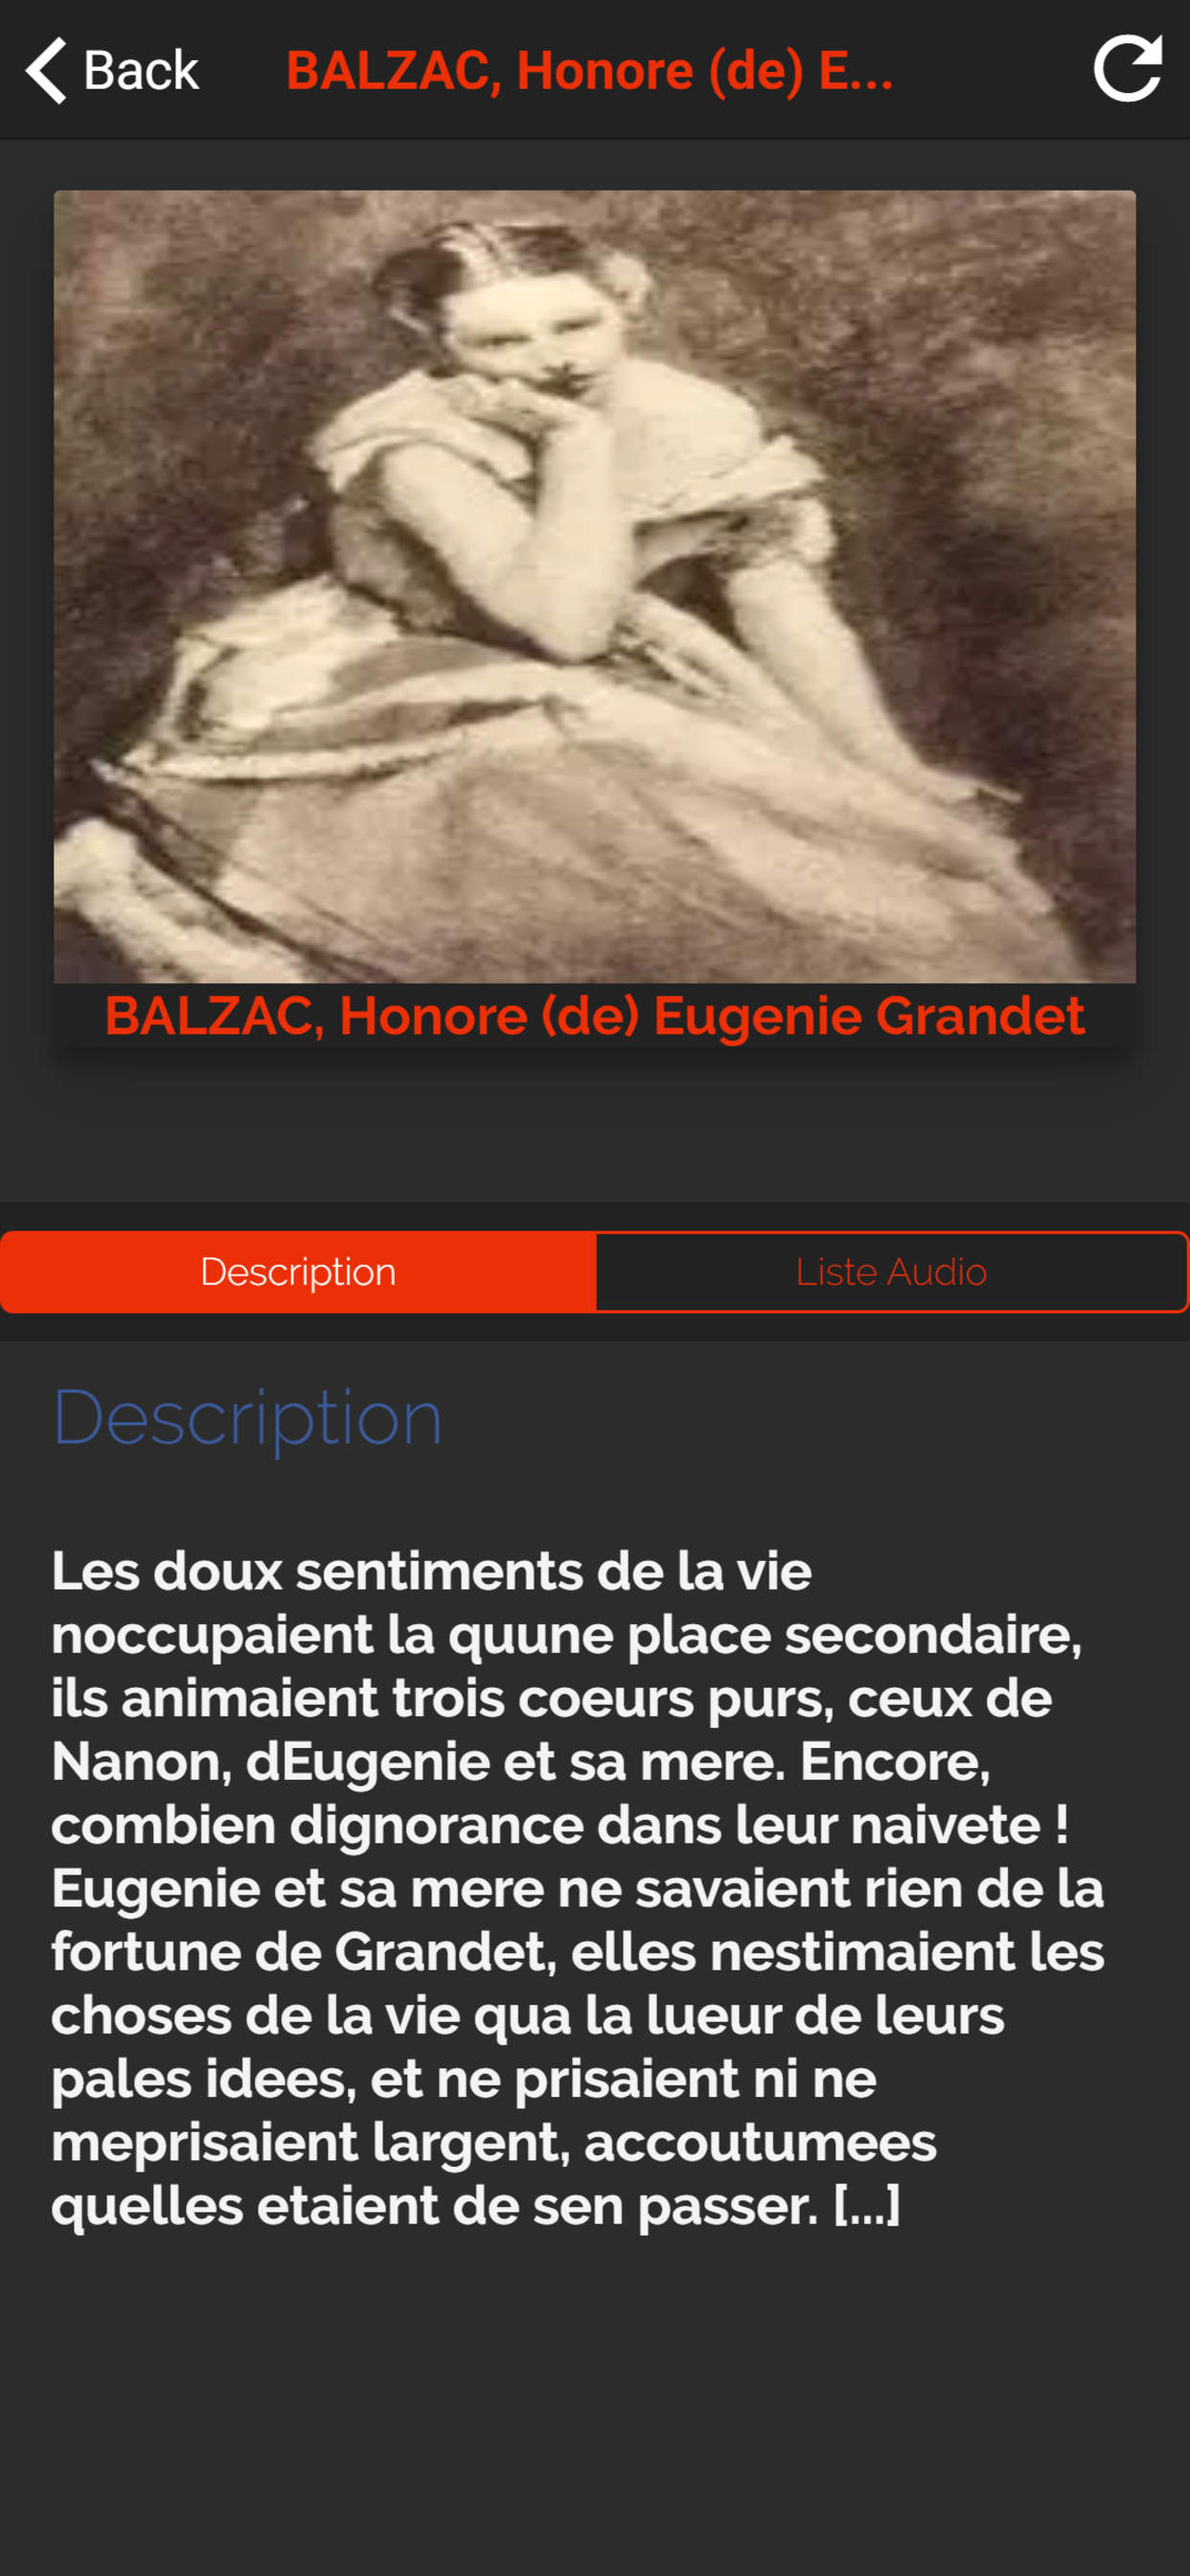 Back
BALZAC, Honore (de) E...
BALZAC, Honore (de) Eugenie Grandet
Description
Liste Audio
Description
Les doux sentiments de la vie
noccupaient la quune place secondaire,
ils animaient trois coeurs purs, ceux de
Nanon, dEugenie et sa mere. Encore,
combien dignorance dans leur naivete !
Eugenie et sa mere ne savaient rien de la
fortune de Grandet, elles nestimaient les
choses de la vie qua la lueur de leurs
pales idees, et ne prisaient ni ne
meprisaient largent, accoutumees
quelles etaient de sen passer. [...]